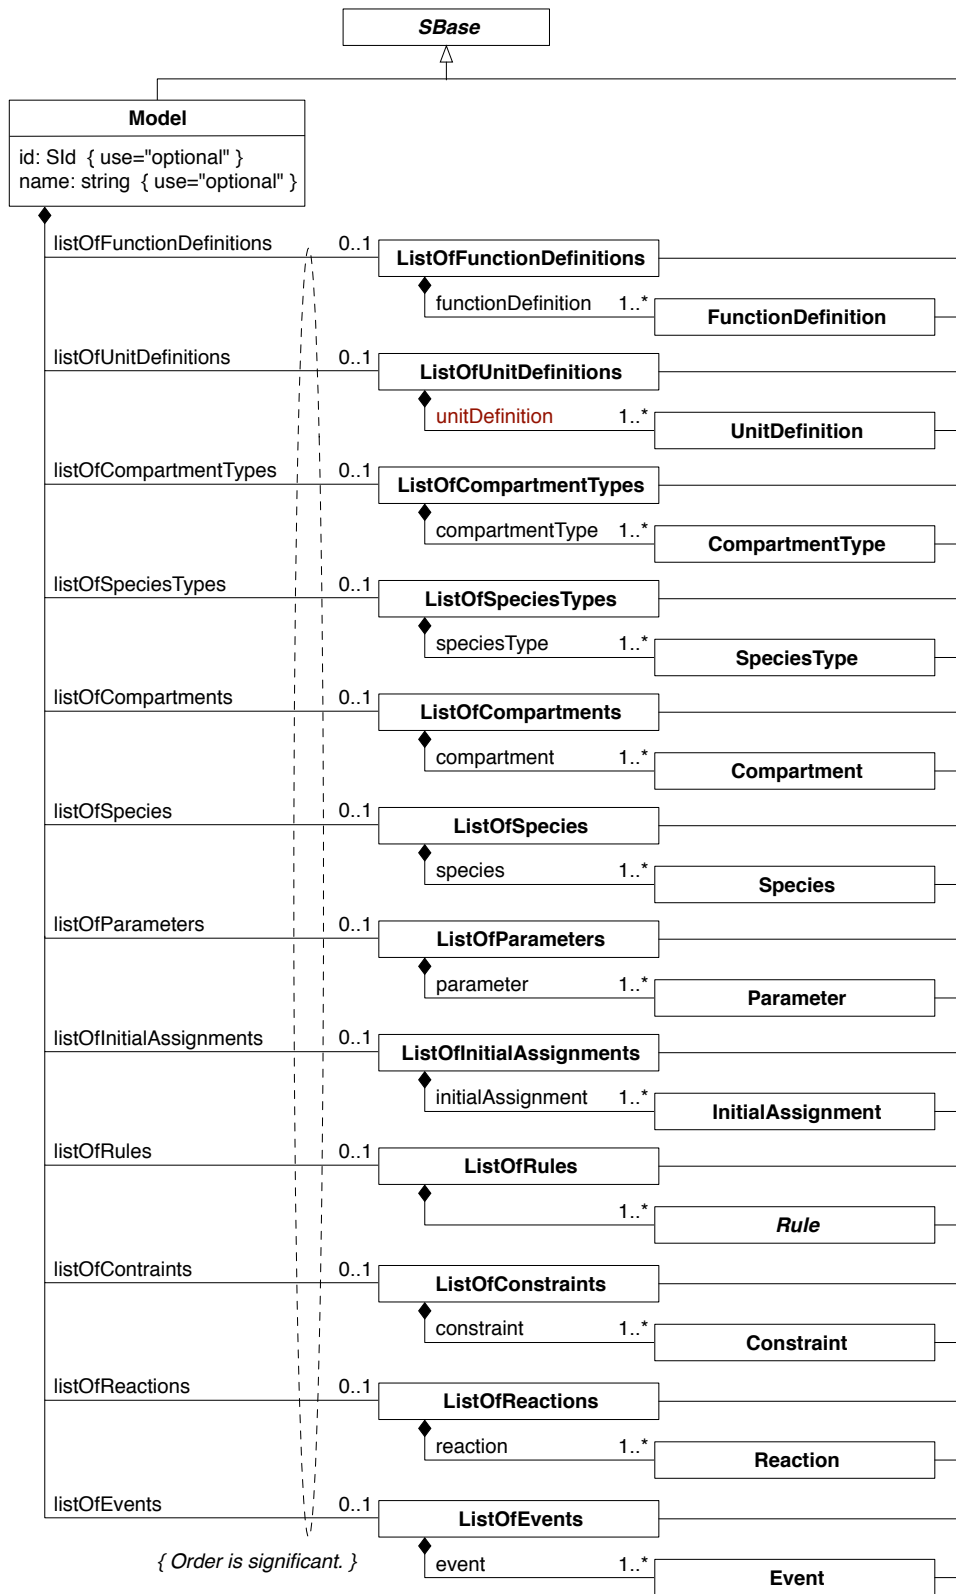 SBase
Model
id: SId { use="optional" }
name: string { use="optional" }
listOfFunctionDefinitions 0..1 ListOfFunctionDefinitions
functionDefinition 1..* FunctionDefinition
listOfUnitDefinitions 0..1 ListOfUnitDefinitions
unitDefinition 1..* UnitDefinition
listOfCompartmentTypes 0..1 ListOfCompartmentTypes
compartmentType 1..* CompartmentType
listOfSpeciesTypes 0..1 ListOfSpeciesTypes
speciesType 1..* SpeciesType
listOfCompartments 0..1 ListOfCompartments
compartment 1..* Compartment
listOfSpecies 0..1 ListOfSpecies
species 1..* Species
listOfParameters 0..1 ListOfParameters
parameter 1..* Parameter
listOfInitialAssignments 0..1 ListOfInitialAssignments
initialAssignment 1..* InitialAssignment
listOfRules 0..1 ListOfRules
1..* Rule
listOfContraints 0..1 ListOfConstraints
constraint 1..* Constraint
listOfReactions 0..1 ListOfReactions
reaction 1..* Reaction
listOfEvents 0..1 ListOfEvents
{ Order is significant. } event 1..* Event